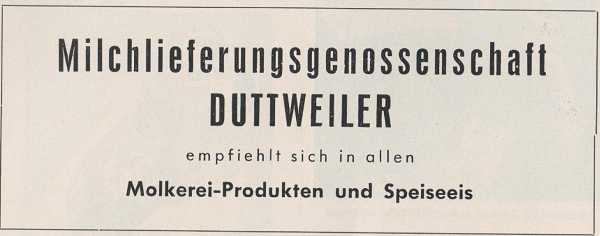 Milchlieferungsgenossenschaft
DUTTWEILER
empfiehlt sich in allen
Molkerei-Produkten und Speiseeis